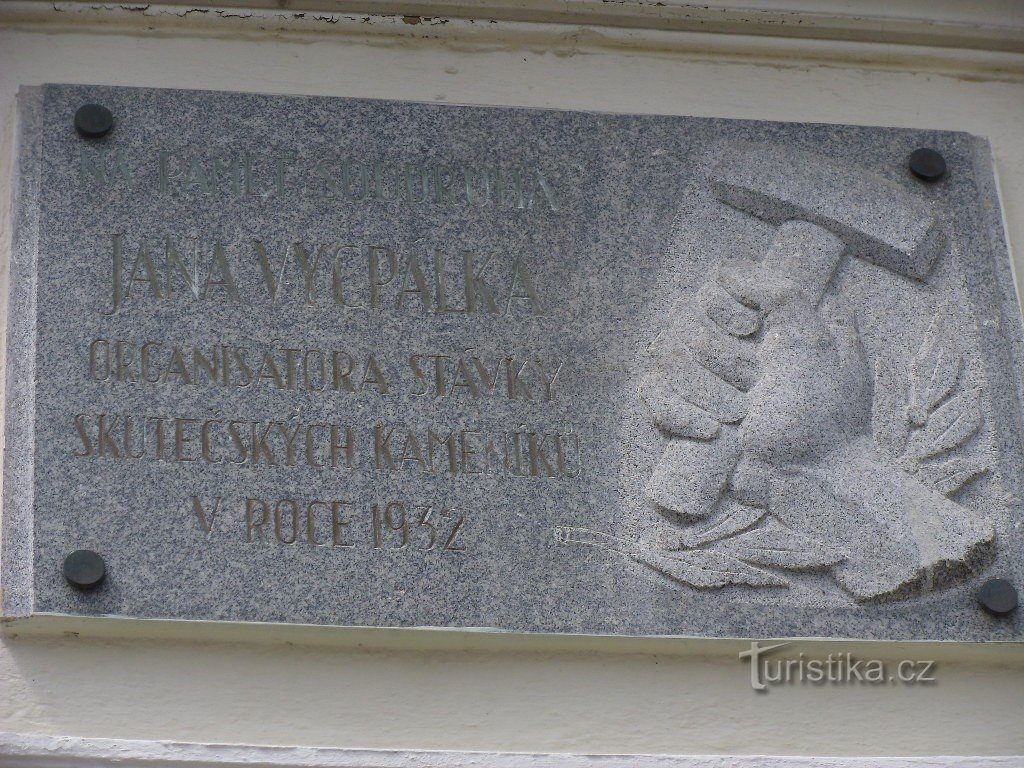 NA PAMĚŤ SOUDRUHA
JANA VYCPÁLKA
ORGANISÁTORA STÁVKY
SKUTEČSKÝCH KAMENÍKŮ
V ROCE 1932
Turistika.cz